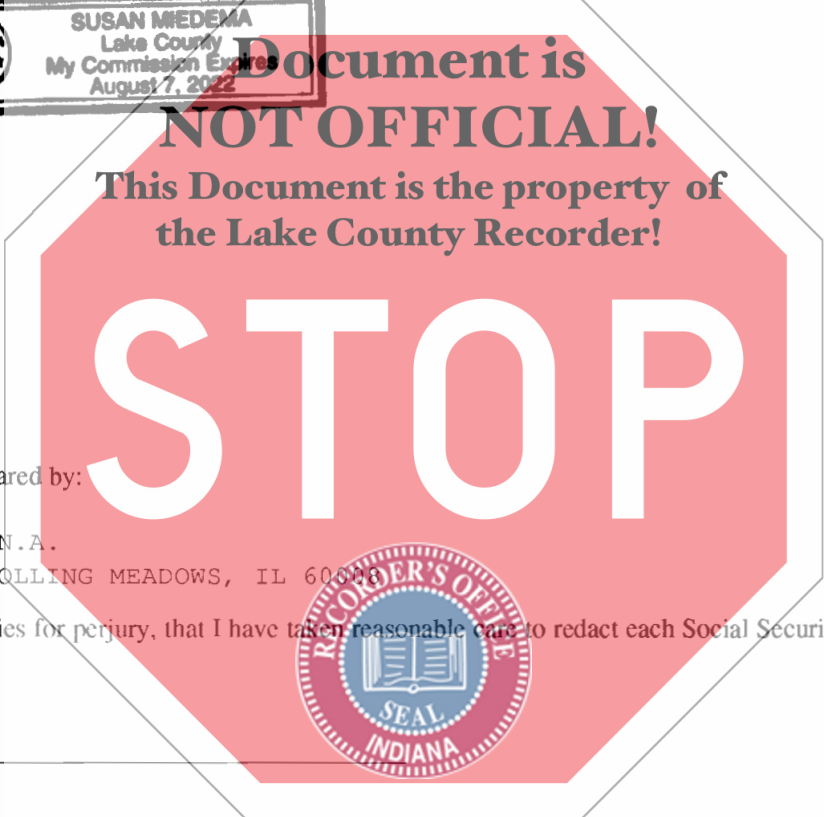 SUSAN MIEDEMA
Lake County
My Commission Expires
August 7, 2022
Document is
NOT OFFICIAL!
This Document is the property of
the Lake County Recorder!
STOP
ared by:
N.A.
OLLING MEADOWS, IL 60008
ies for perjury, that I have taken reasonable care to redact each Social Securi
RECORDER'S OFFICE
SEAL
INDIANA